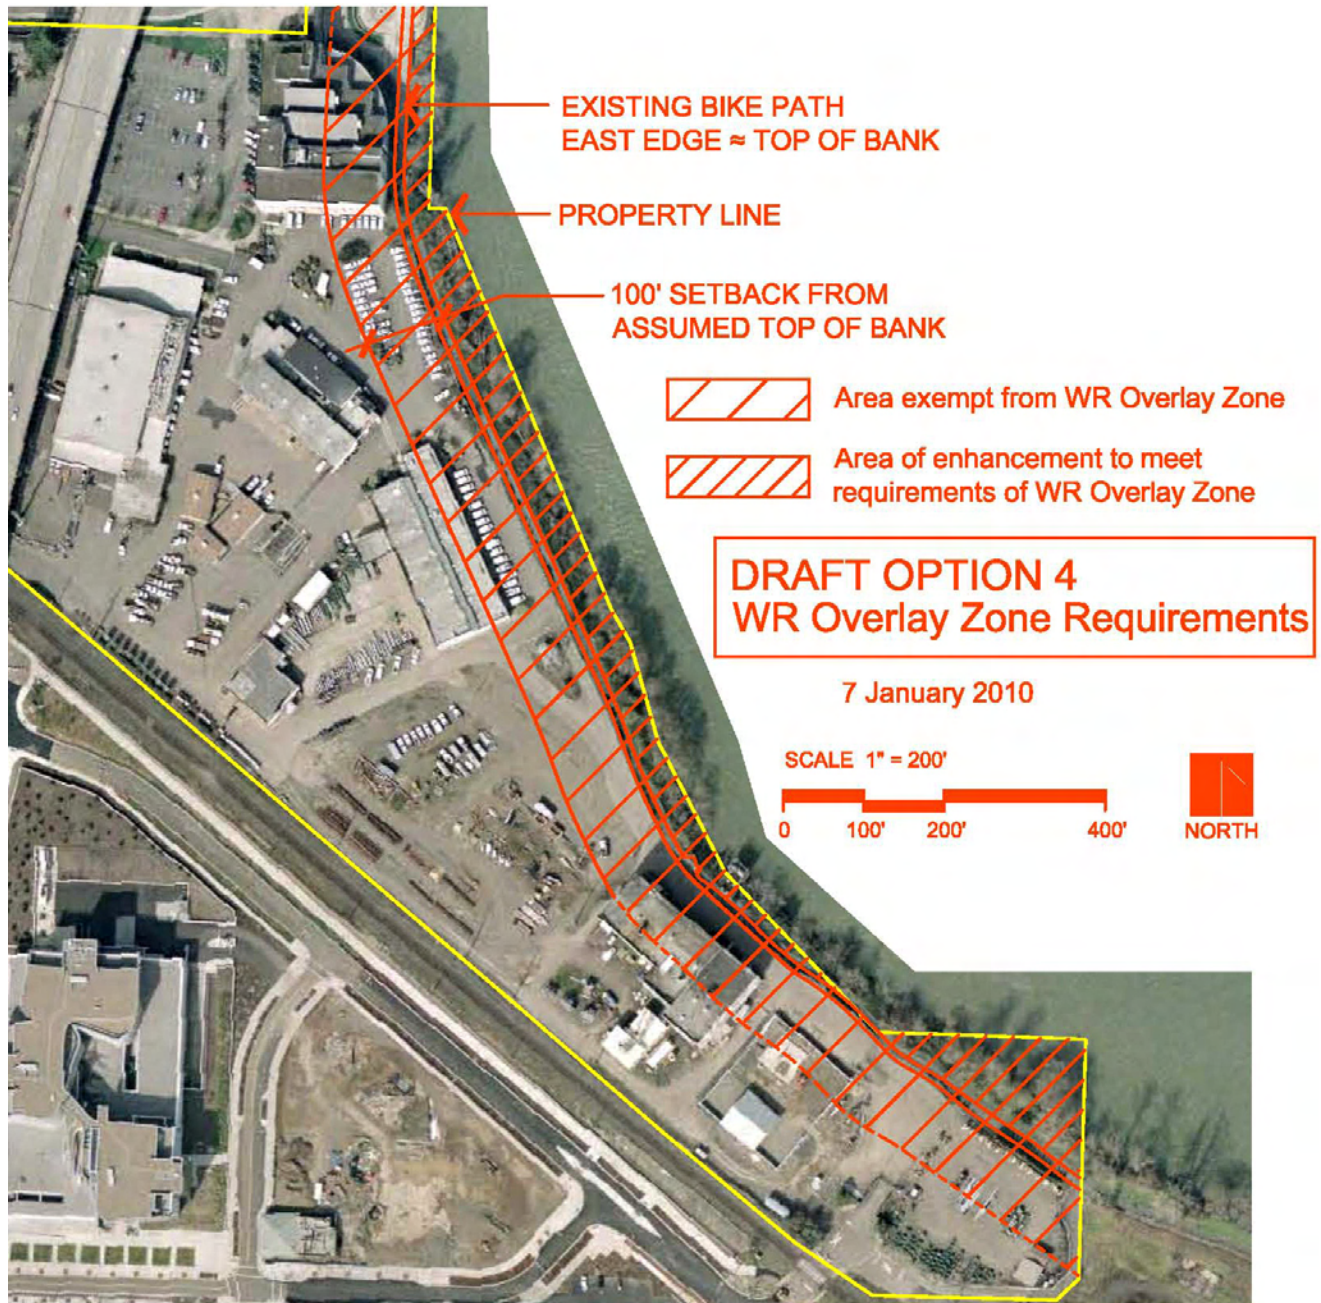 EXISTING BIKE PATH
EAST EDGE ≈ TOP OF BANK
PROPERTY LINE
100' SETBACK FROM
ASSUMED TOP OF BANK
Area exempt from WR Overlay Zone
Area of enhancement to meet
requirements of WR Overlay Zone
DRAFT OPTION 4
WR Overlay Zone Requirements
7 January 2010
SCALE 1" = 200'
0 100' 200' 400'
NORTH